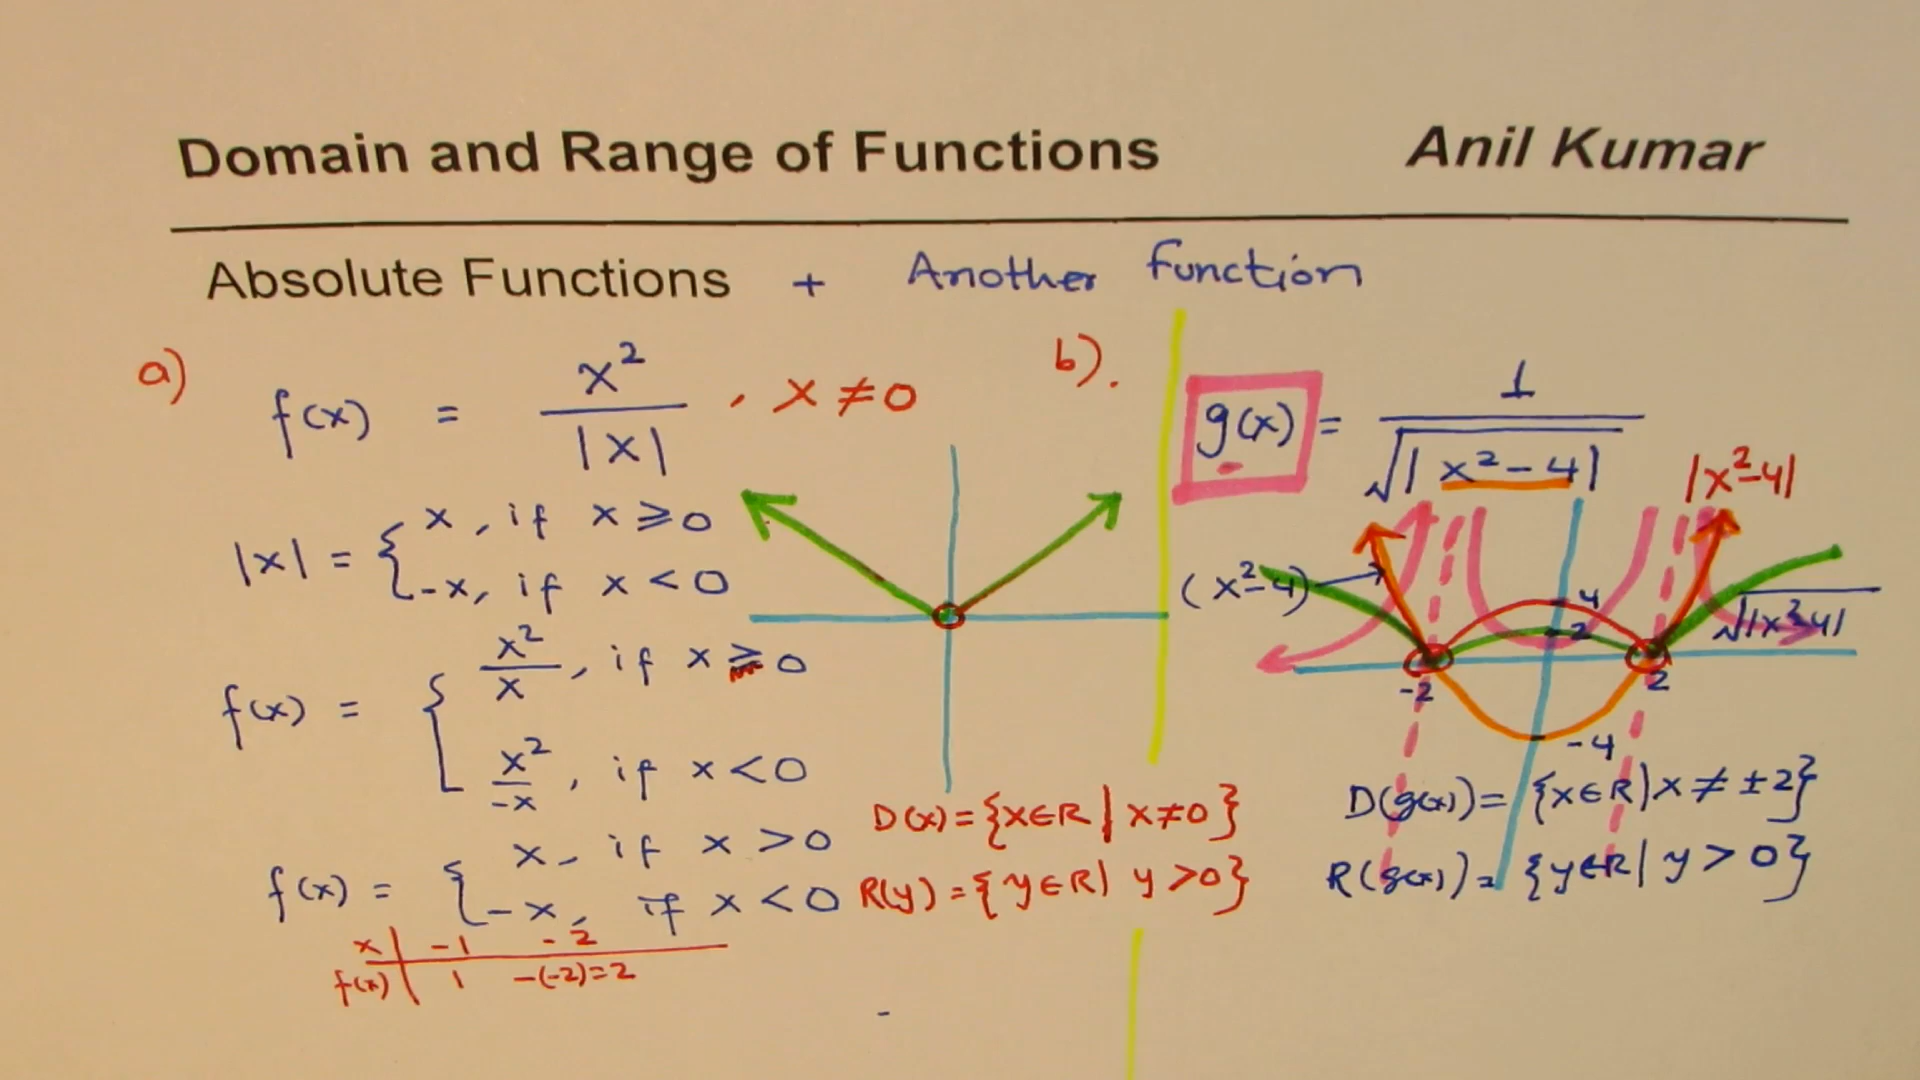 Domain and Range of Functions Anil Kumar
Absolute Functions + Another function
a) f(x) = x² / |x| , x ≠ 0
|x| = { x, if x ⩾ 0
-x, if x < 0
f(x) = { x² / x , if x ⩾ 0
x² / -x , if x < 0
f(x) = { x, if x > 0
-x, if x < 0
x | -1 -2
f(x) | 1 -(-2)=2
D(x) = {x∈R | x≠0}
R(y) = {y∈R | y >0}
b). g(x) = 1 / √|x² - 4|
|x²-4|
(x²-4)
4
2
√|x²-4|
-2 2
-4
D(g(x)) = {x∈R | x ≠ ±2}
R(g(x)) = {y∈R | y > 0}
-